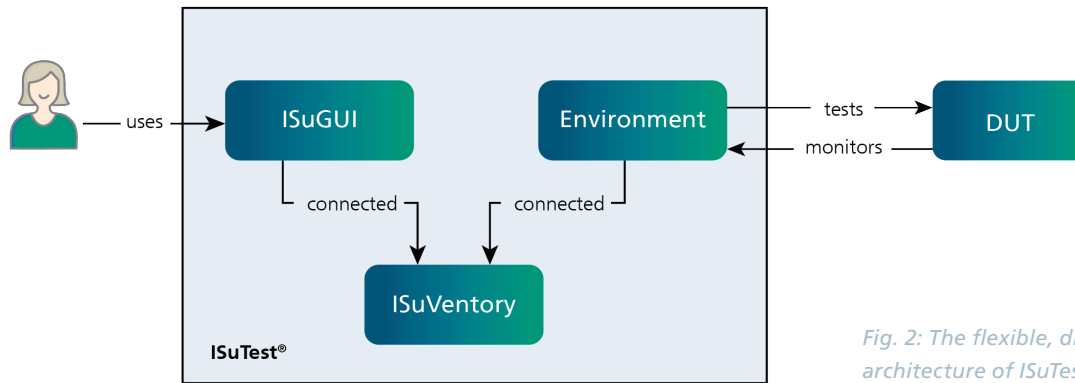 ISuGUI
Environment
DUT
uses
tests
monitors
connected
connected
ISuVentory
ISuTest®
Fig. 2: The flexible,
architecture of